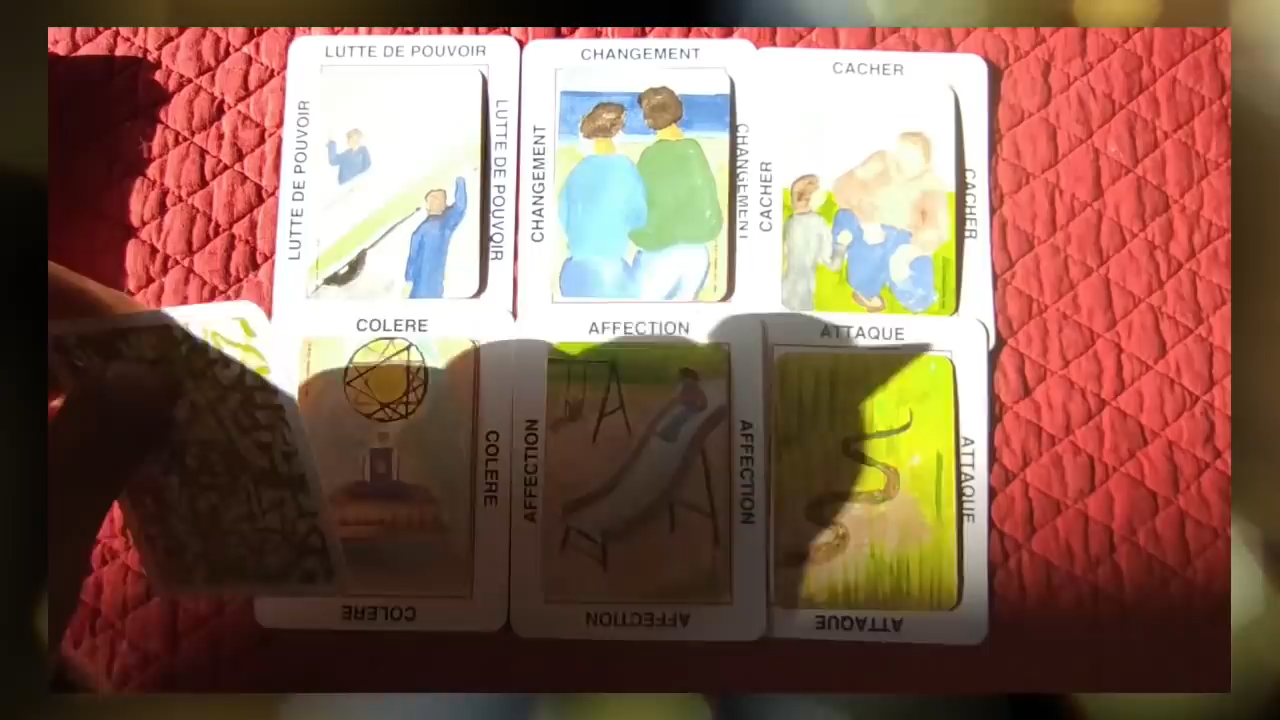 LUTTE DE POUVOIR
LUTTE DE POUVOIR
LUTTE DE POUVOIR
CHANGEMENT
CHANGEMENT
CHANGEMENT
CACHER
CACHER
CACHER
COLERE
COLERE
COLERE
AFFECTION
AFFECTION
AFFECTION
AFFECTION
ATTAQUE
ATTAQUE
ATTAQUE